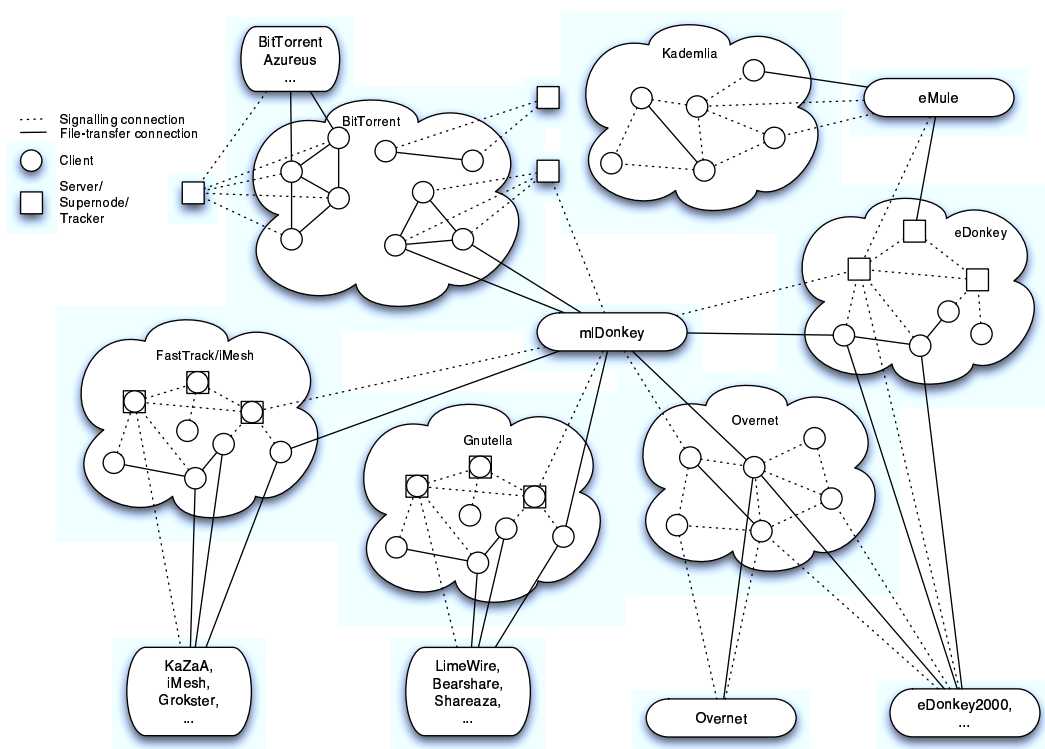 BitTorrent
Azureus
...
Kademlia
eMule
Signalling connection
File-transfer connection
Client
Server/
Supernode/
Tracker
BitTorrent
eDonkey
mlDonkey
FastTrack/iMesh
Gnutella
Overnet
KaZaA,
iMesh,
Grokster,
...
LimeWire,
Bearshare,
Shareaza,
...
Overnet
eDonkey2000,
...